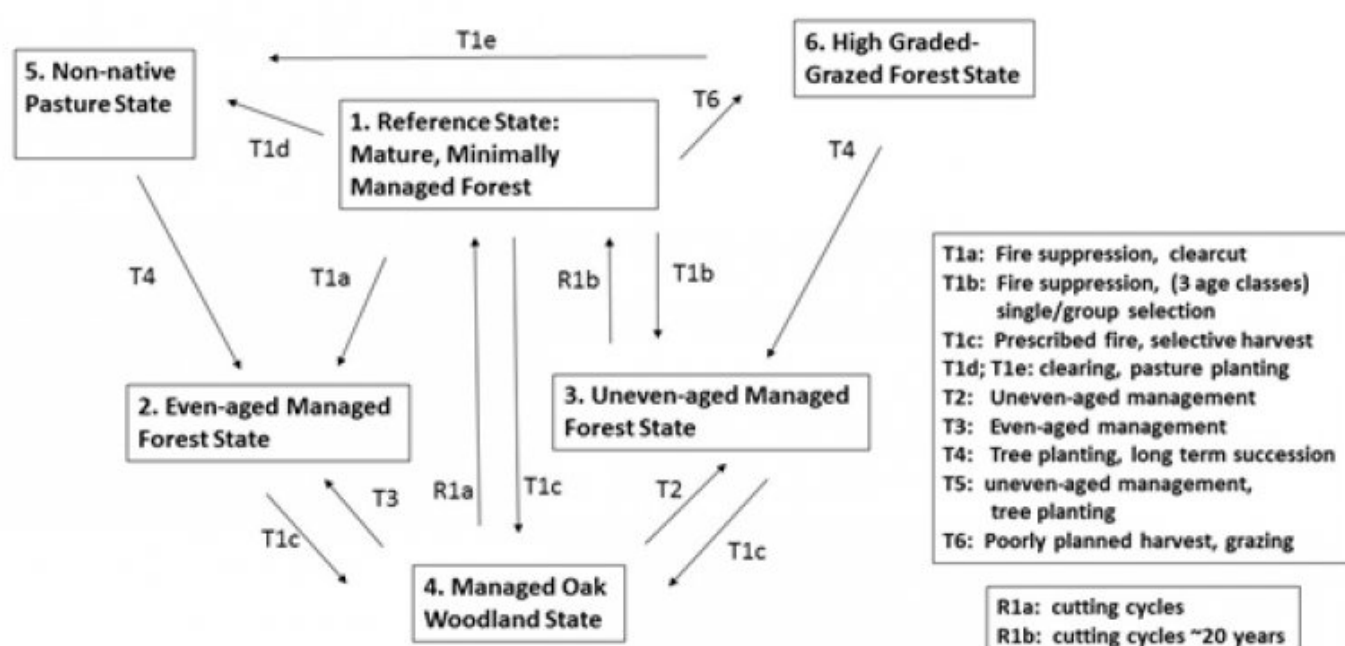 T1e
5. Non-native
Pasture State
6. High Graded-
Grazed Forest State
T1d
1. Reference State:
Mature, Minimally
Managed Forest
T6
T4
T4
T1a
R1b
T1b
2. Even-aged Managed
Forest State
3. Uneven-aged Managed
Forest State
T1c
T3
R1a
T1c
T2
T1c
4. Managed Oak
Woodland State
T1a: Fire suppression, clearcut
T1b: Fire suppression, (3 age classes)
single/group selection
T1c: Prescribed fire, selective harvest
T1d; T1e: clearing, pasture planting
T2: Uneven-aged management
T3: Even-aged management
T4: Tree planting, long term succession
T5: uneven-aged management,
tree planting
T6: Poorly planned harvest, grazing
R1a: cutting cycles
R1b: cutting cycles ~20 years